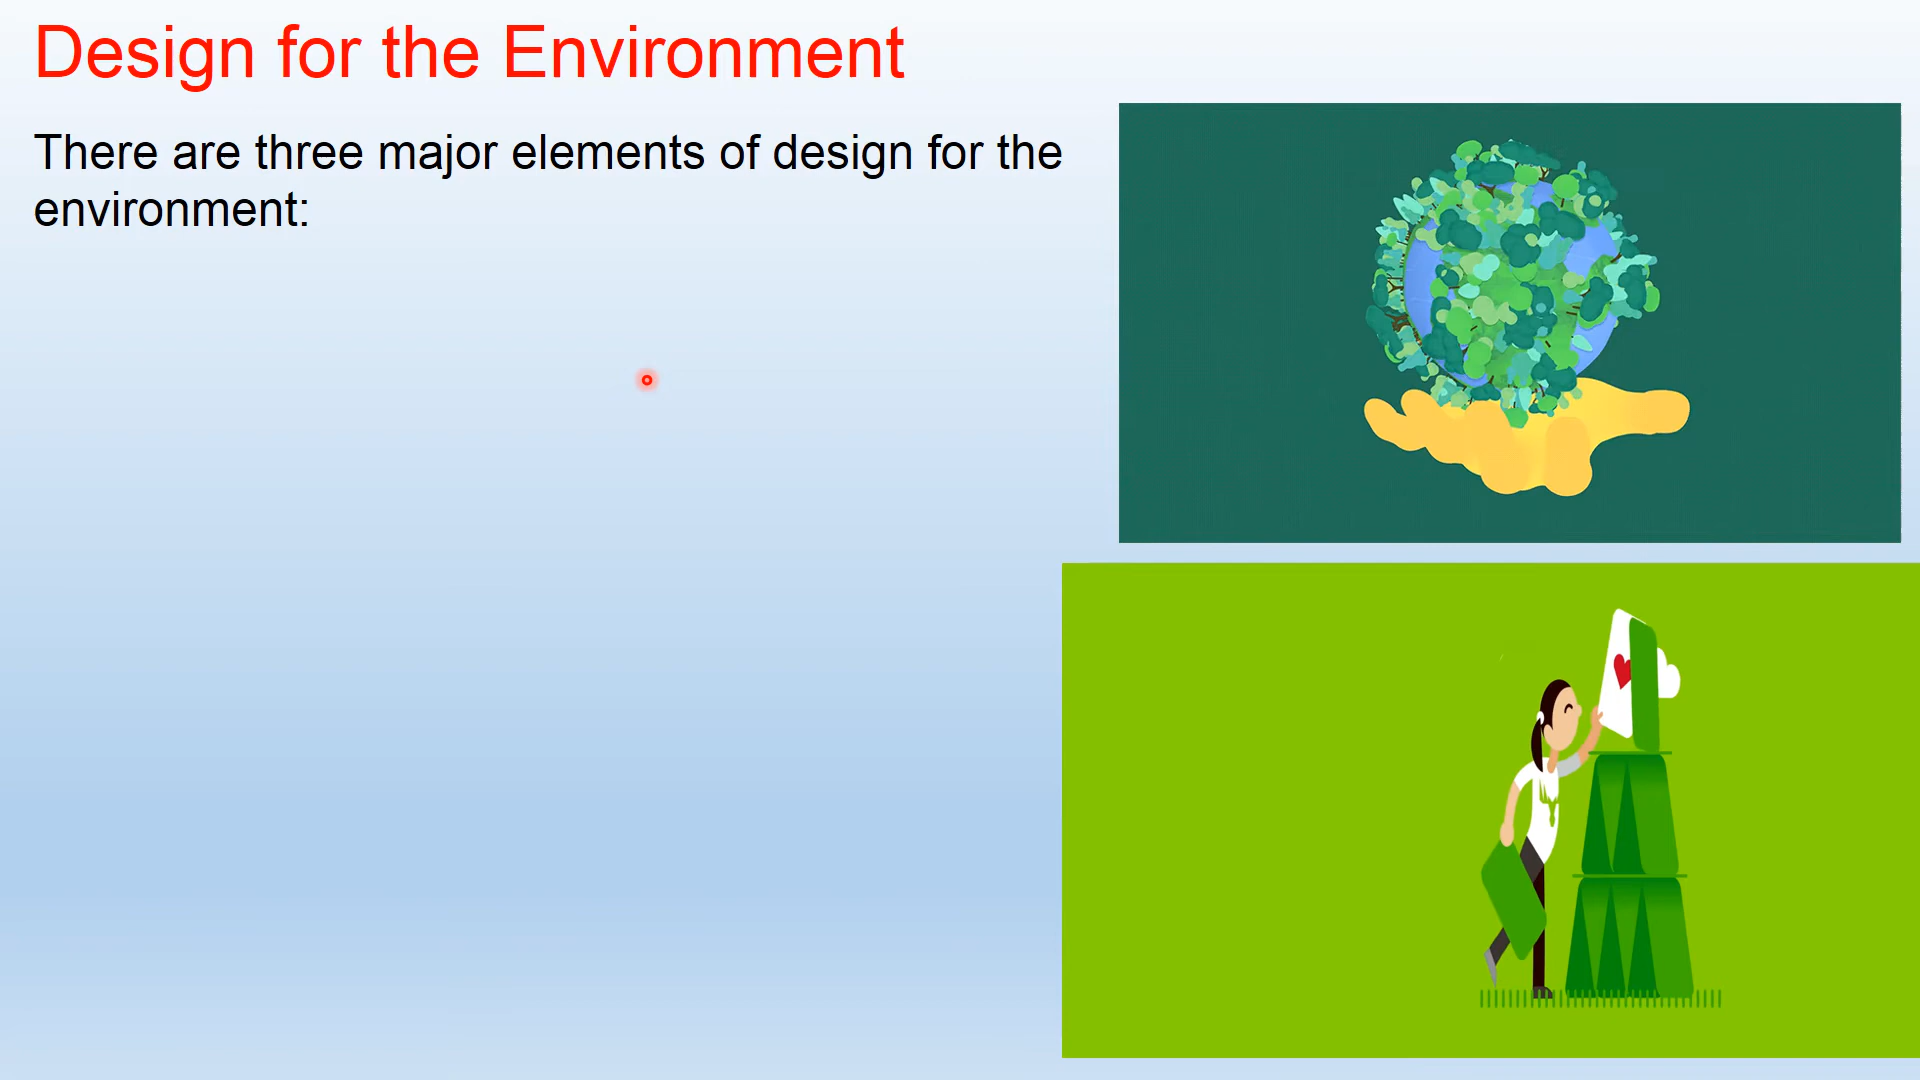 Design for the Environment
There are three major elements of design for the
environment: